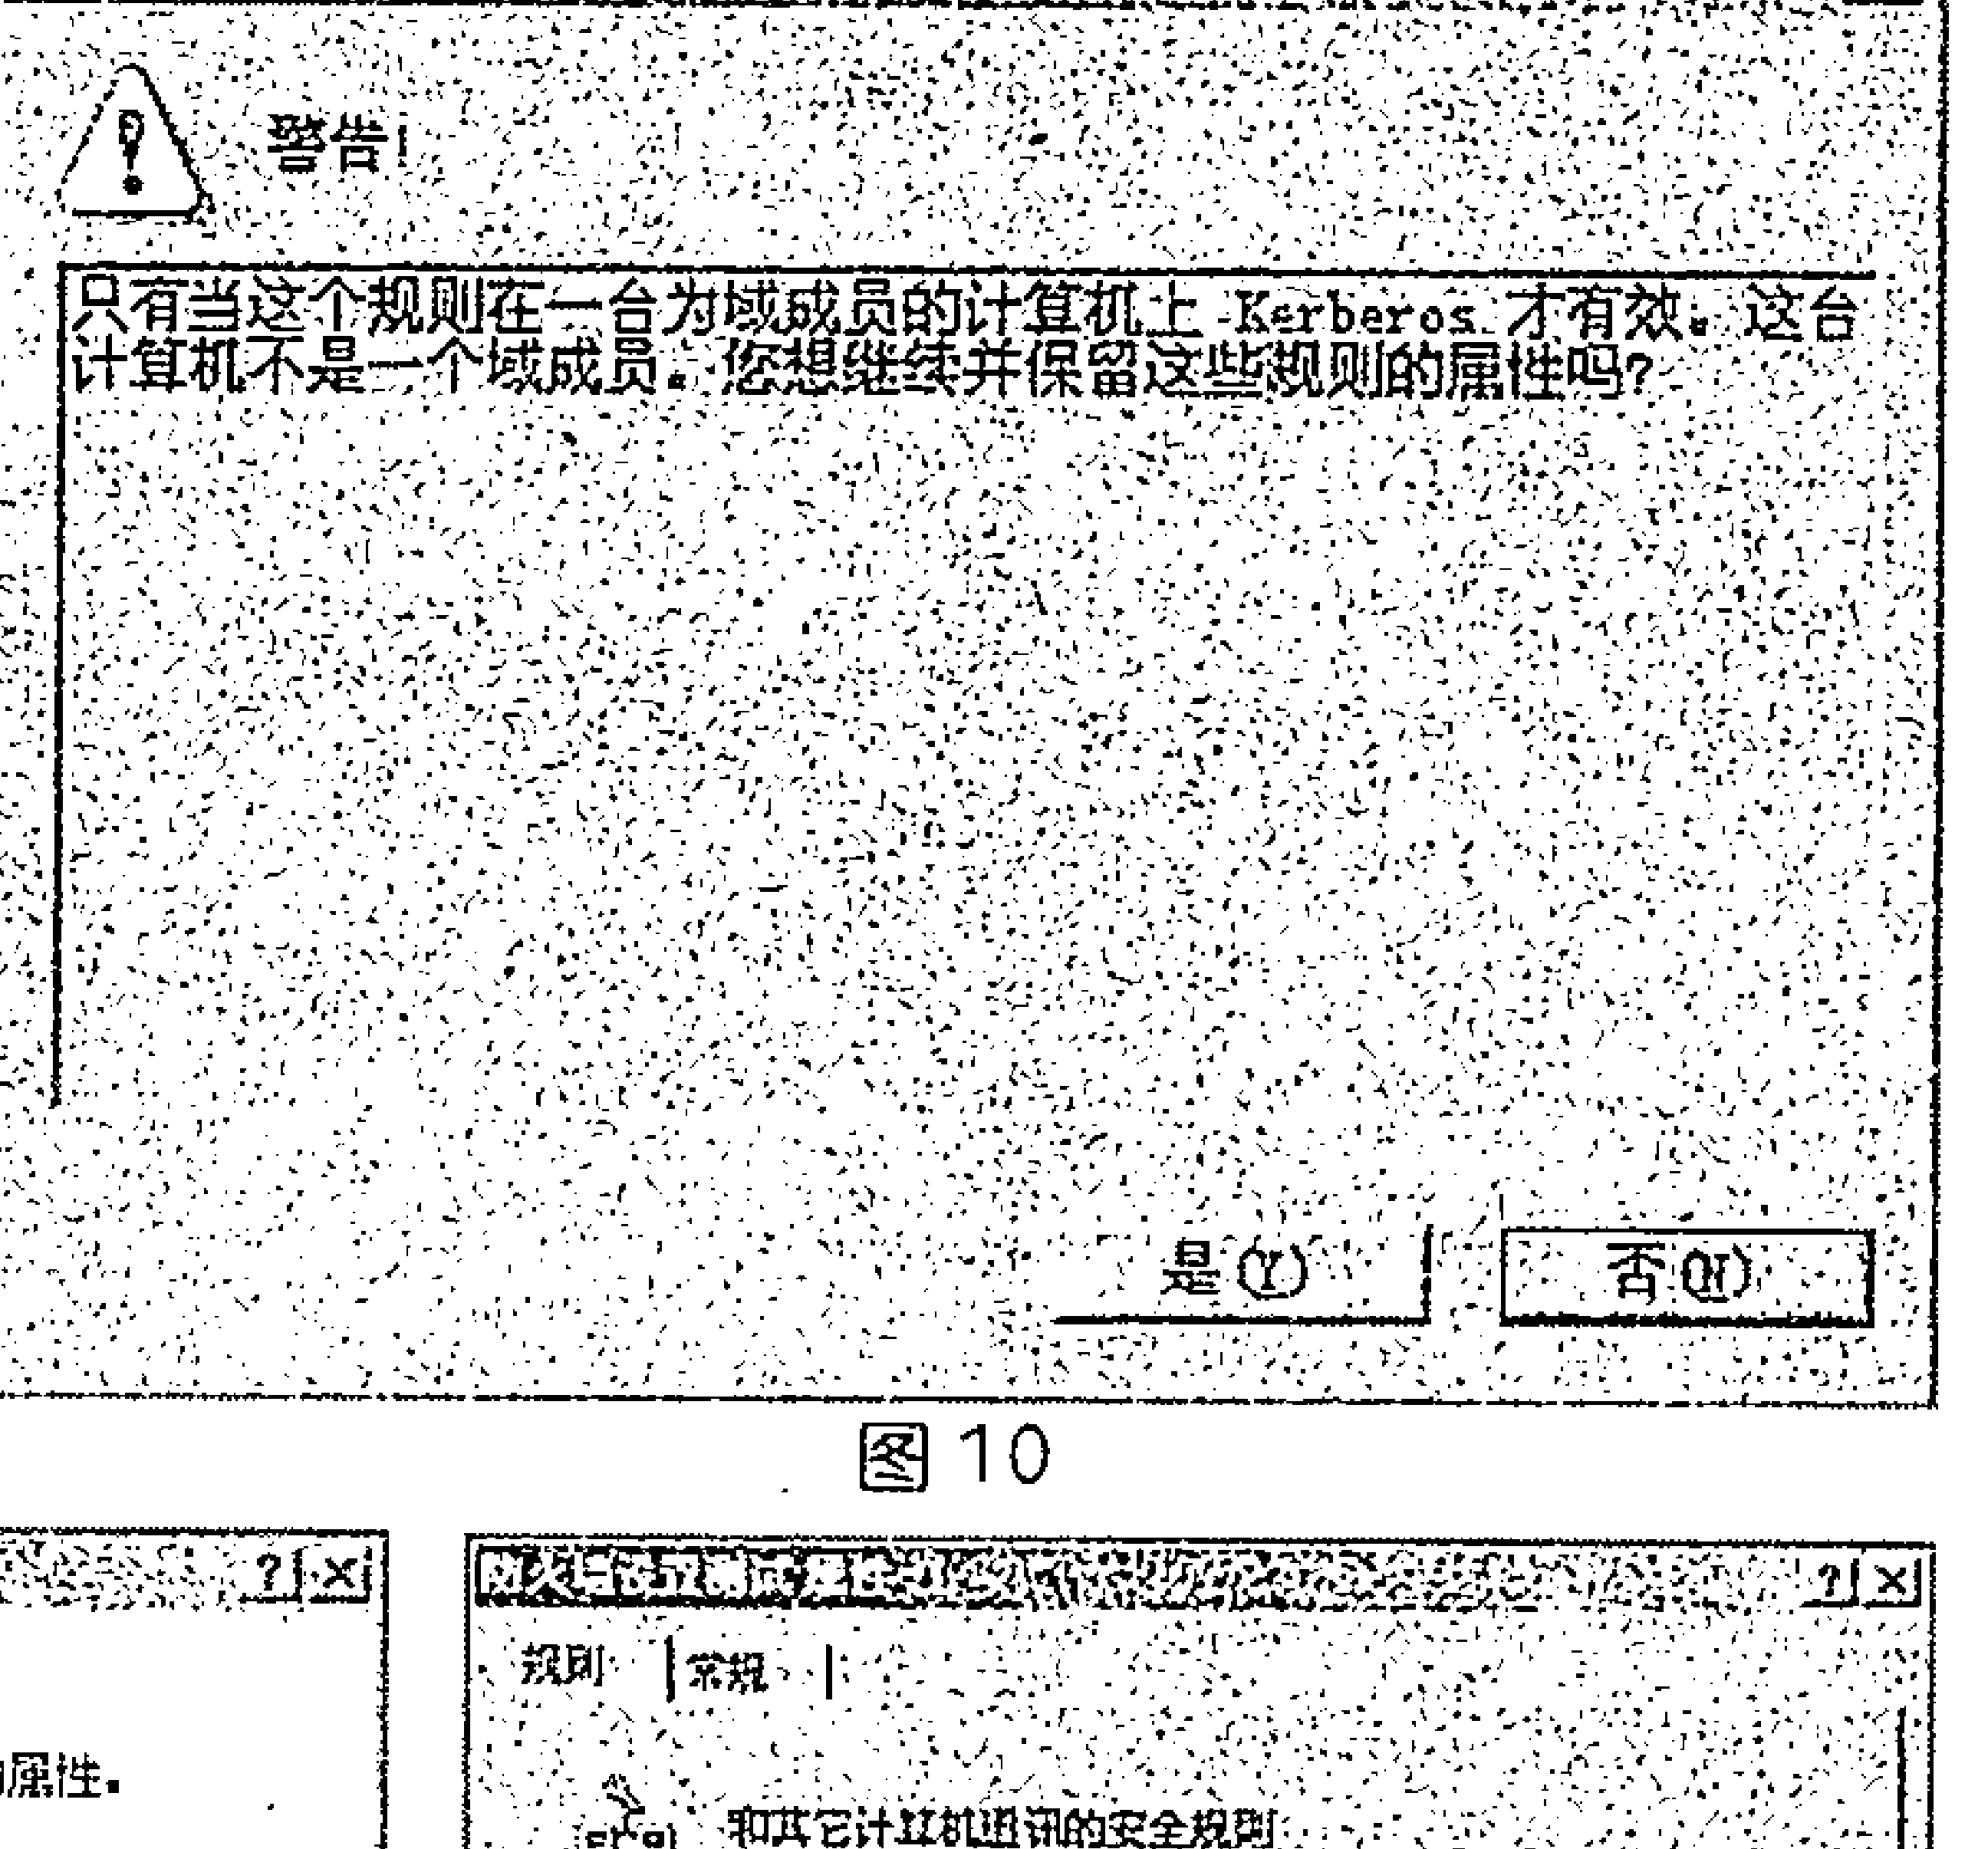 警告!
只有当这个规则在一台为域成员的计算机上 Kerberos 才有效。这台
计算机不是一个域成员。您想继续并保留这些规则的属性吗?
是(Y)
否(N)
图 10
属性。
规则
常规
和其它计算机通讯的安全规则